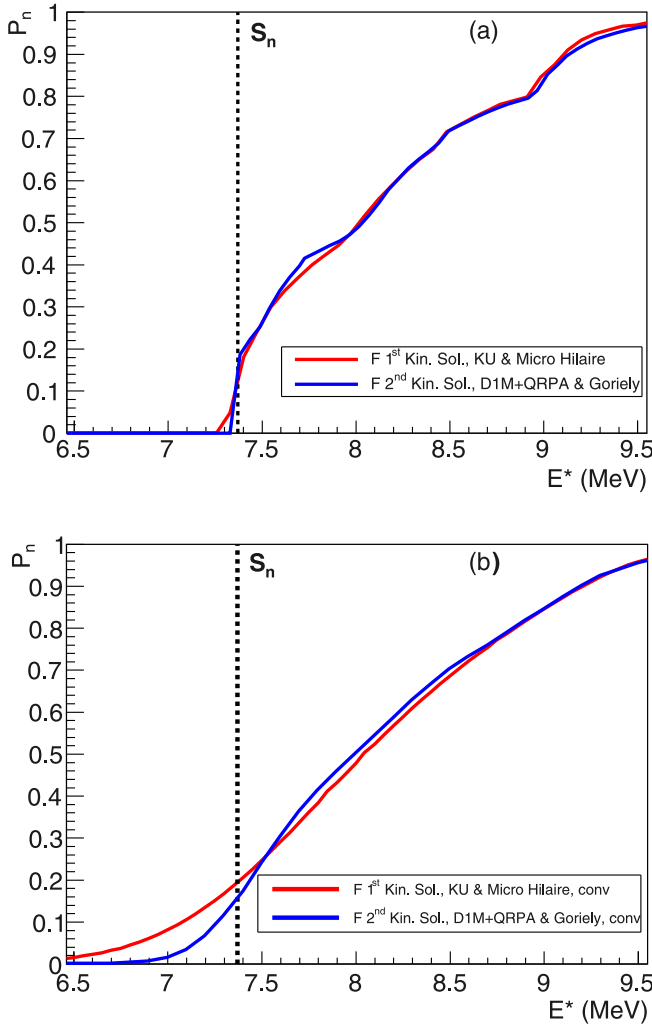 P_n
1
0.9
0.8
0.7
0.6
0.5
0.4
0.3
0.2
0.1
0
S_n
(a)
F 1st Kin. Sol., KU & Micro Hilaire
F 2nd Kin. Sol., D1M+QRPA & Goriely
6.5 7 7.5 8 8.5 9 9.5
E* (MeV)
P_n
1
0.9
0.8
0.7
0.6
0.5
0.4
0.3
0.2
0.1
0
S_n
(b)
F 1st Kin. Sol., KU & Micro Hilaire, conv
F 2nd Kin. Sol., D1M+QRPA & Goriely, conv
6.5 7 7.5 8 8.5 9 9.5
E* (MeV)